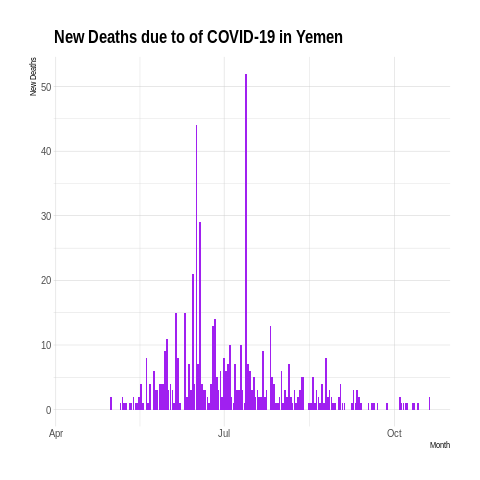 New Deaths due to of COVID-19 in Yemen
New Deaths
50
40
30
20
10
0
Apr
Jul
Oct
Month